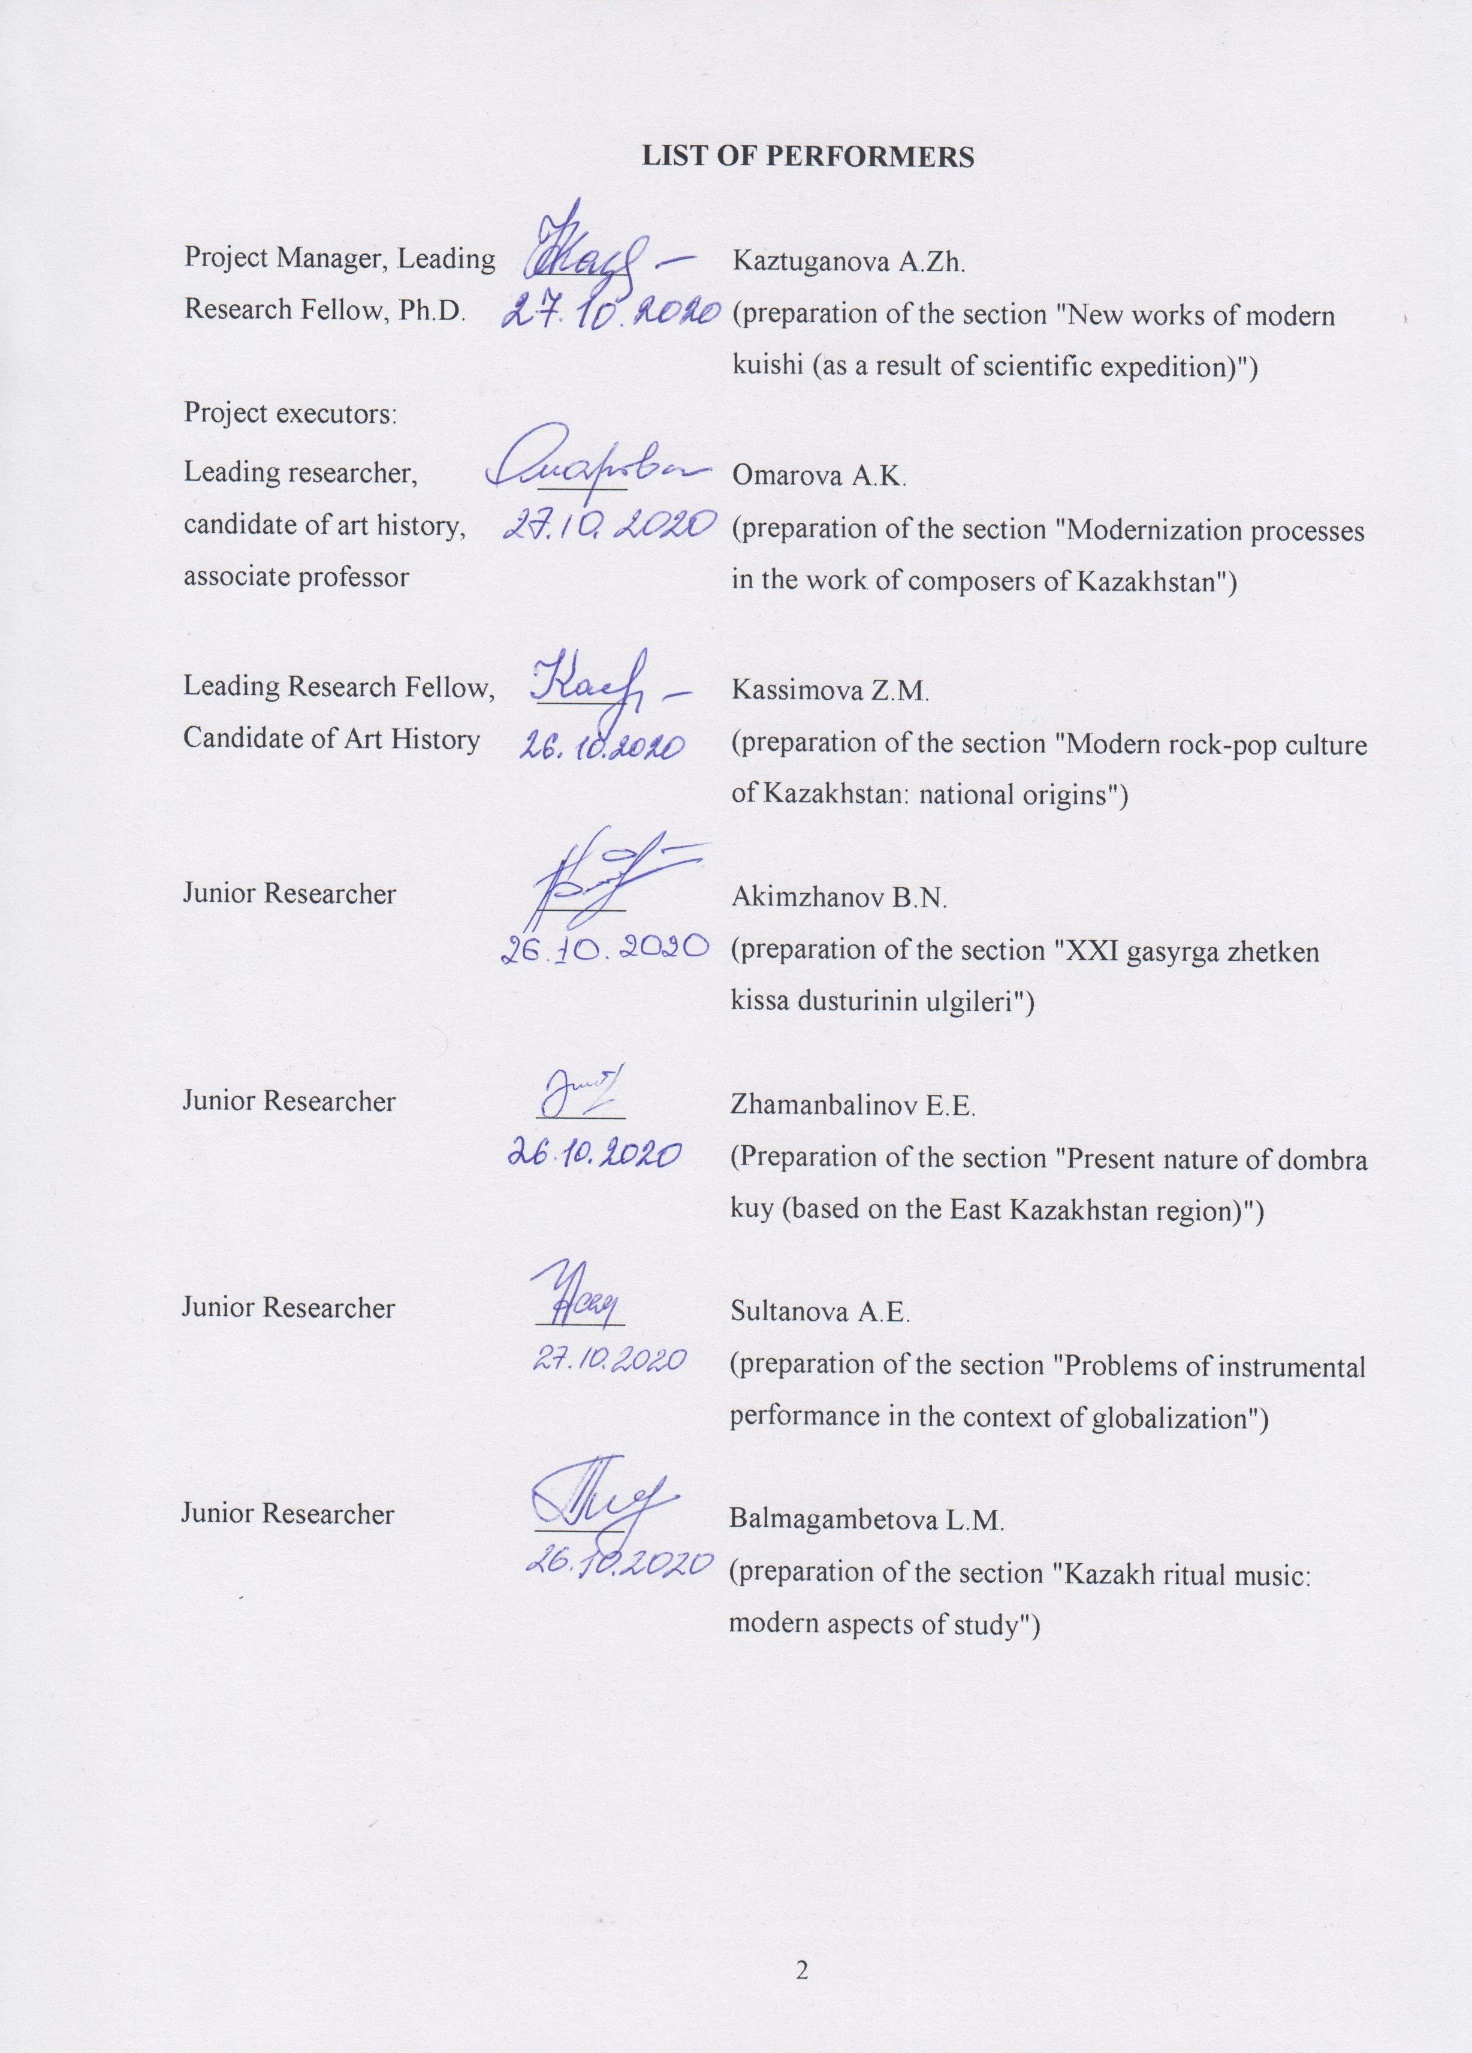 LIST OF PERFORMERS
Project Manager, Leading
Research Fellow, Ph.D.
27.10.2020
Kaztuganova A.Zh.
(preparation of the section "New works of modern
kuishi (as a result of scientific expedition)")
Project executors:
Leading researcher,
candidate of art history,
associate professor
27.10.2020
Omarova A.K.
(preparation of the section "Modernization processes
in the work of composers of Kazakhstan")
Leading Research Fellow,
Candidate of Art History
26.10.2020
Kassimova Z.M.
(preparation of the section "Modern rock-pop culture
of Kazakhstan: national origins")
Junior Researcher
26.10.2020
Akimzhanov B.N.
(preparation of the section "XXI gasyrga zhetken
kissa dusturinin ulgileri")
Junior Researcher
26.10.2020
Zhamanbalinov E.E.
(Preparation of the section "Present nature of dombra
kuy (based on the East Kazakhstan region)")
Junior Researcher
27.10.2020
Sultanova A.E.
(preparation of the section "Problems of instrumental
performance in the context of globalization")
Junior Researcher
26.10.2020
Balmagambetova L.M.
(preparation of the section "Kazakh ritual music:
modern aspects of study")
2